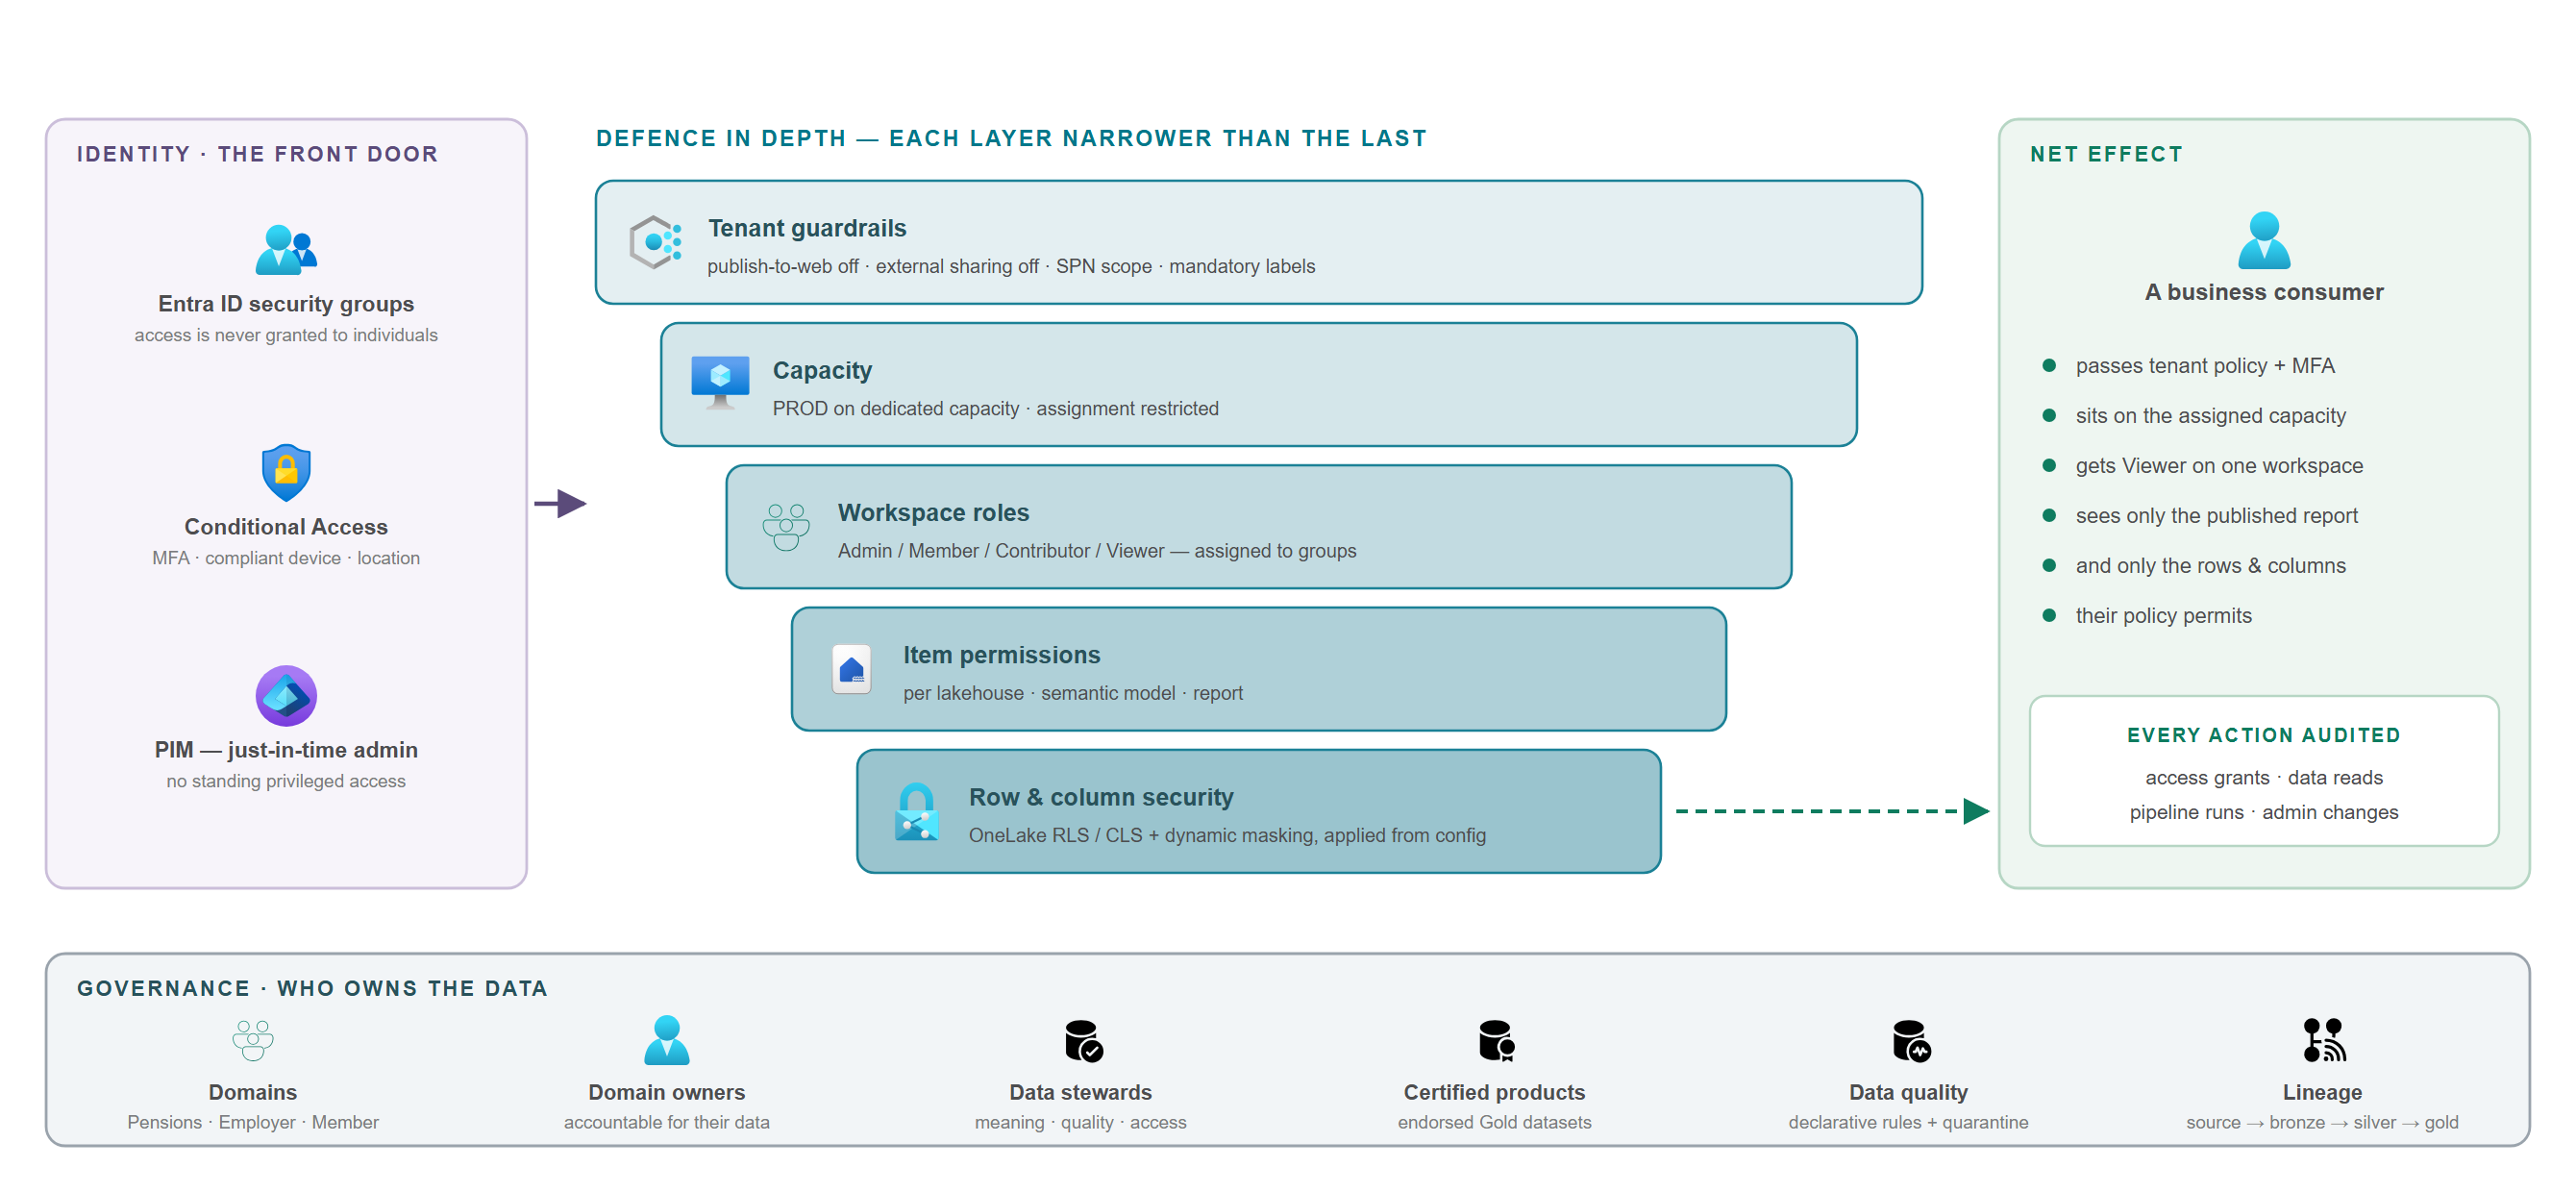 IDENTITY · THE FRONT DOOR
Entra ID security groups
access is never granted to individuals
Conditional Access
MFA · compliant device · location
PIM — just-in-time admin
no standing privileged access
DEFENCE IN DEPTH — EACH LAYER NARROWER THAN THE LAST
Tenant guardrails
publish-to-web off · external sharing off · SPN scope · mandatory labels
Capacity
PROD on dedicated capacity · assignment restricted
Workspace roles
Admin / Member / Contributor / Viewer — assigned to groups
Item permissions
per lakehouse · semantic model · report
Row & column security
OneLake RLS / CLS + dynamic masking, applied from config
NET EFFECT
A business consumer
passes tenant policy + MFA
sits on the assigned capacity
gets Viewer on one workspace
sees only the published report
and only the rows & columns
their policy permits
EVERY ACTION AUDITED
access grants · data reads
pipeline runs · admin changes
GOVERNANCE · WHO OWNS THE DATA
Domains
Pensions · Employer · Member
Domain owners
accountable for their data
Data stewards
meaning · quality · access
Certified products
endorsed Gold datasets
Data quality
declarative rules + quarantine
Lineage
source → bronze → silver → gold